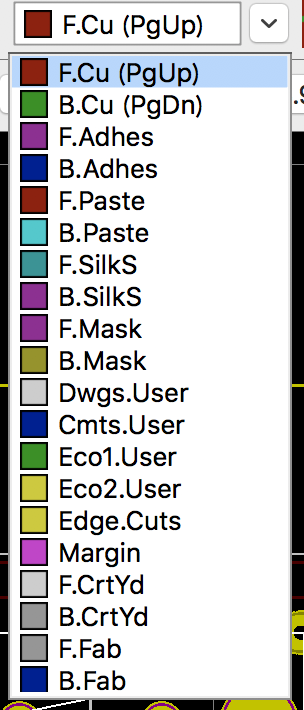 F.Cu (PgUp)
F.Cu (PgUp)
B.Cu (PgDn)
F.Adhes
B.Adhes
F.Paste
B.Paste
F.SilkS
B.SilkS
F.Mask
B.Mask
Dwgs.User
Cmts.User
Eco1.User
Eco2.User
Edge.Cuts
Margin
F.CrtYd
B.CrtYd
F.Fab
B.Fab